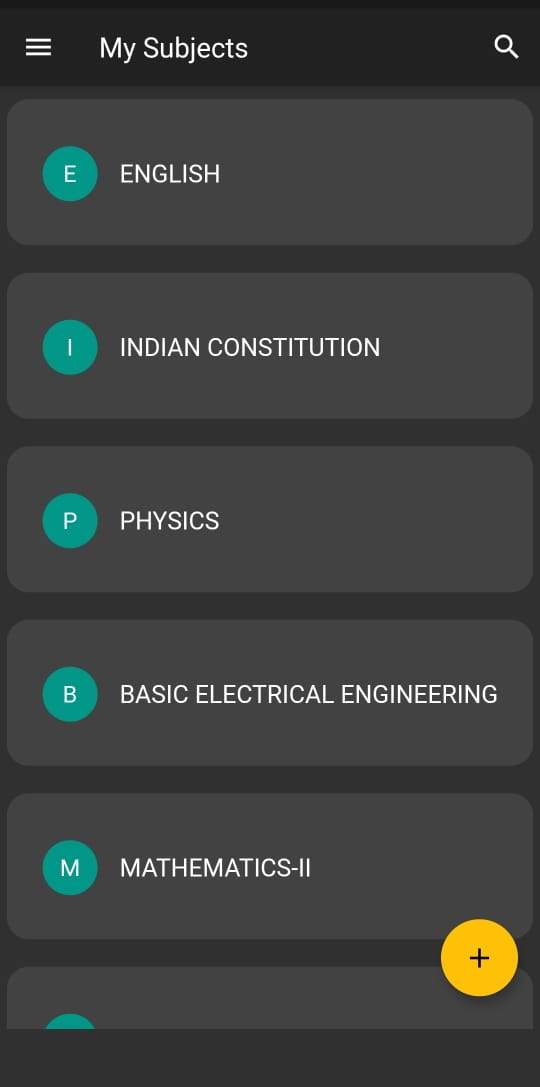 My Subjects
E ENGLISH
I INDIAN CONSTITUTION
P PHYSICS
B BASIC ELECTRICAL ENGINEERING
M MATHEMATICS-II
+